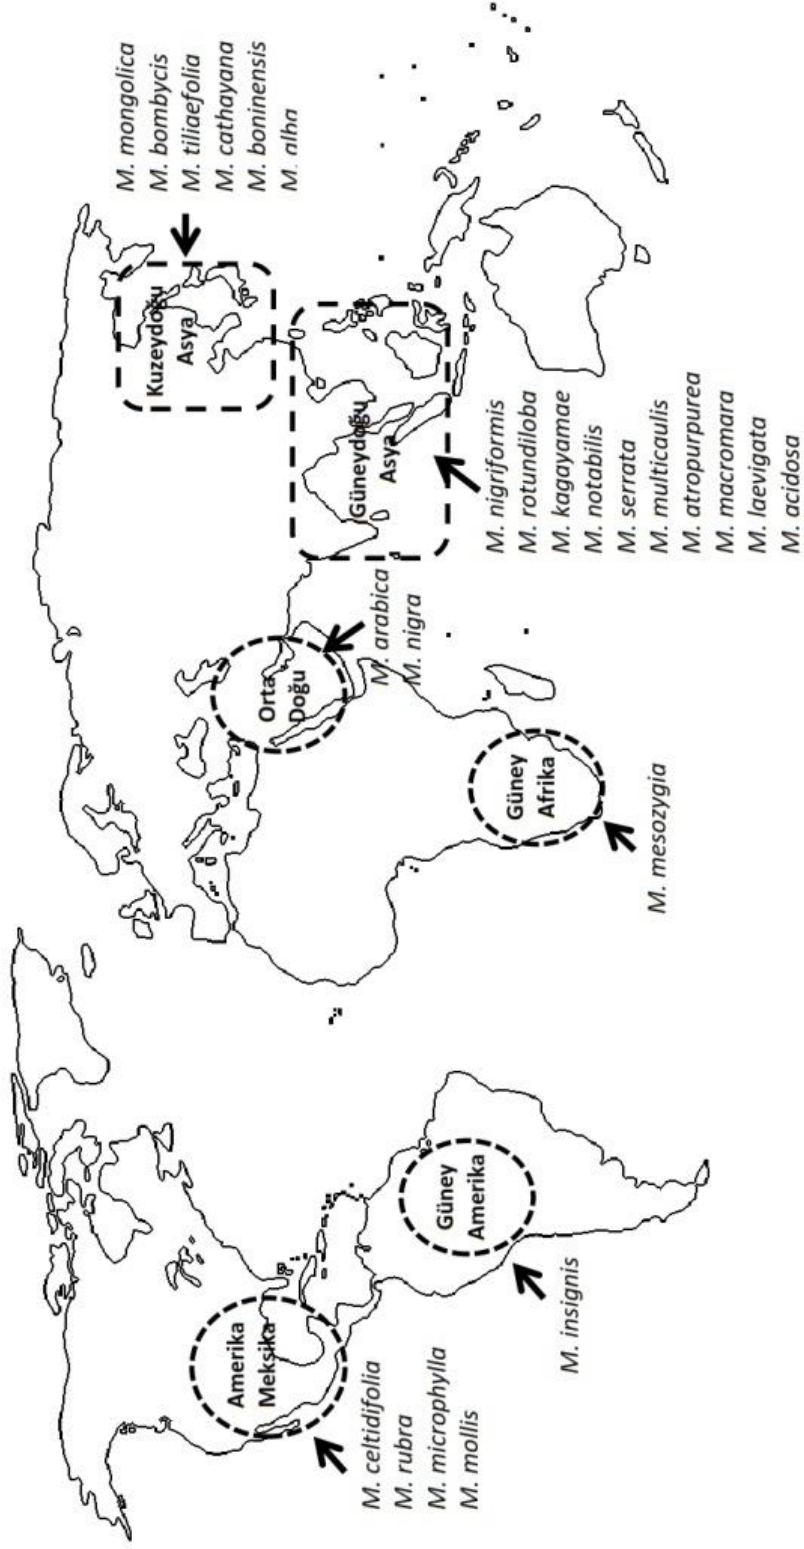 M. mongolica
M. bombycis
M. tiliaefolia
M. cathayana
M. boninensis
M. alba
Kuzeydoğu
Asya
Güneydoğu
Asya
M. nigriformis
M. rotundiloba
M. kagayamae
M. notabilis
M. serrata
M. multicaulis
M. atropurpurea
M. macromara
M. laevigata
M. acidosa
Orta
Doğu
M. arabica
M. nigra
Güney
Afrika
M. mesozygia
Amerika
Meksika
M. celtidifolia
M. rubra
M. microphylla
M. mollis
Güney
Amerika
M. insignis